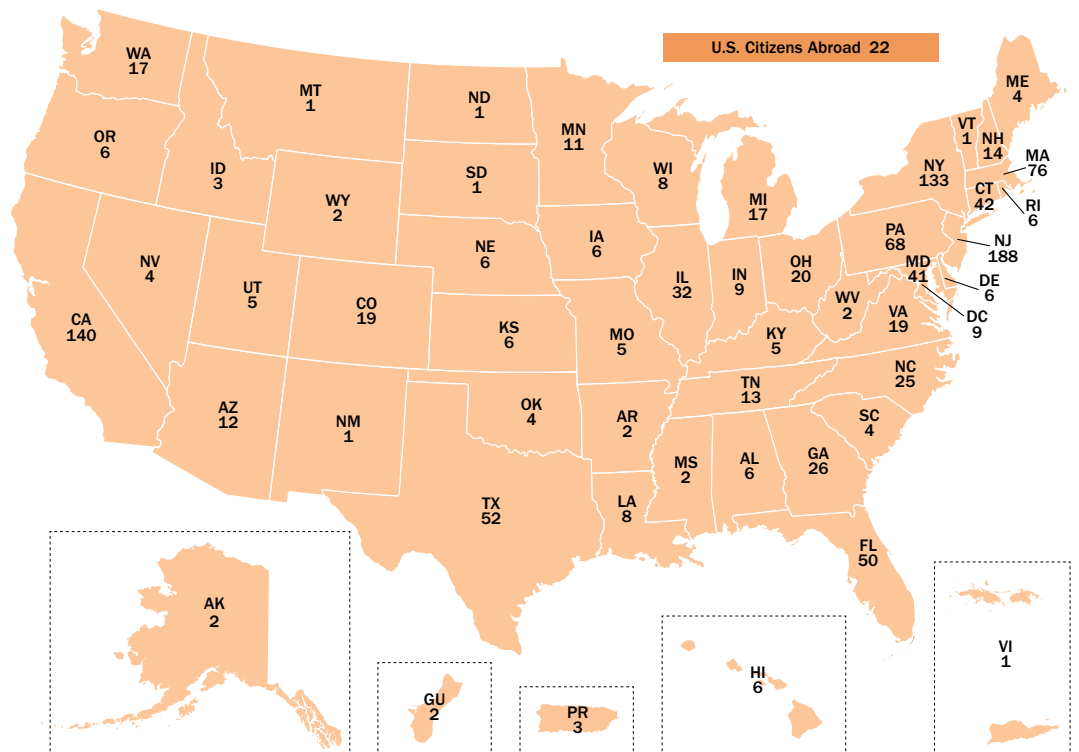 U.S. Citizens Abroad 22
WA
17
MT
1
ND
1
MN
11
ME
4
VT
1
NH
14
OR
6
ID
3
SD
1
WI
8
NY
133
MA
76
WY
2
MI
17
CT
42
RI
6
NE
6
IA
6
PA
68
NJ
188
NV
4
UT
5
CO
19
IL
32
IN
9
OH
20
MD
41
DE
6
CA
140
KS
6
MO
5
WV
2
VA
19
DC
9
KY
5
NC
25
AZ
12
NM
1
OK
4
AR
2
TN
13
SC
4
MS
2
AL
6
GA
26
TX
52
LA
8
FL
50
AK
2
VI
1
HI
6
GU
2
PR
3